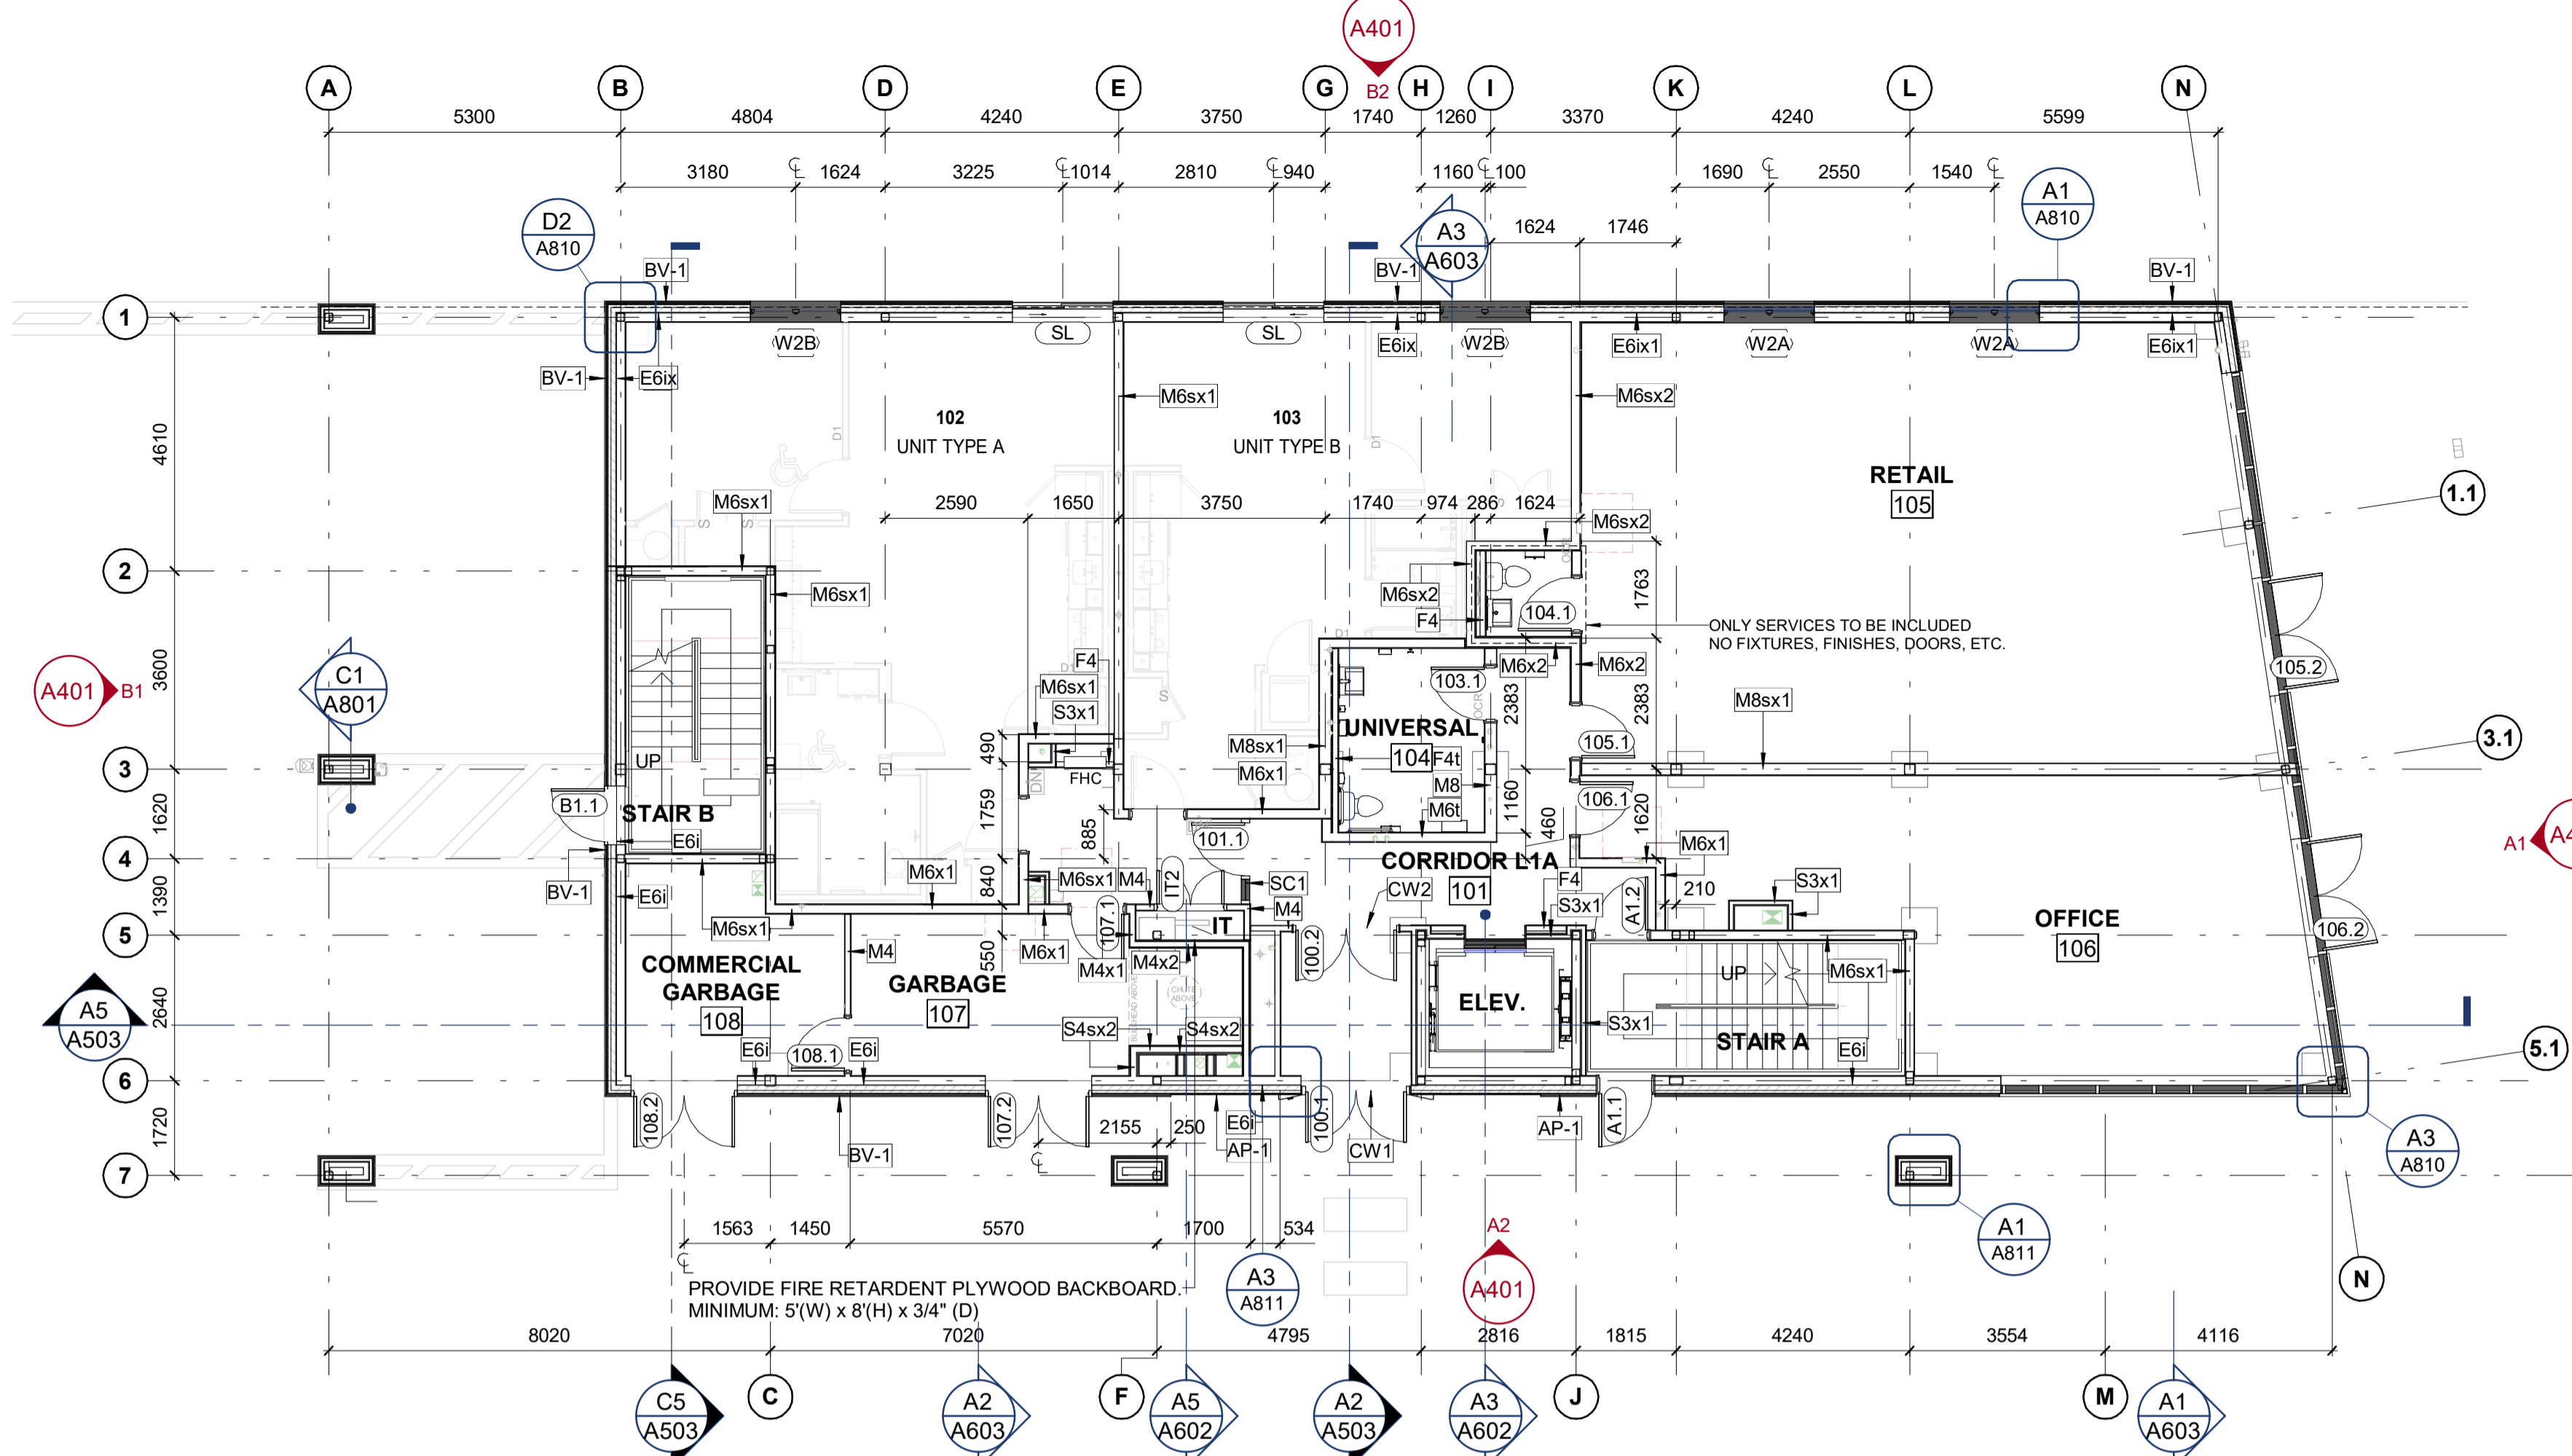 A401
B2
A
B
D
E
G
H
I
K
L
N
5300
4804
4240
3750
1740
1260
3370
4240
5599
3180
℄
1624
3225
℄
1014
2810
℄
940
1160
℄
100
1690
℄
2550
1540
℄
1624
1746
D2
A810
A3
A603
A1
A810
BV-1
BV-1
BV-1
1
W2B
SL
SL
E6ix
W2B
E6ix1
W2A
W2A
E6ix1
BV-1
E6ix
M6sx1
M6sx2
102
UNIT TYPE A
103
UNIT TYPE B
D1
D1
4610
RETAIL
105
1.1
M6sx1
S
S
2590
1650
3750
1740
974
286
1624
S
M6sx2
OCR
2
M6sx1
M6sx2
F4
104.1
1763
ONLY SERVICES TO BE INCLUDED
NO FIXTURES, FINISHES, DOORS, ETC.
3600
D1
D1
F4
M6sx1
S3x1
S
103.1
M6x2
M6x2
105.2
A401
B1
C1
A801
OCR
2383
2383
M8sx1
UNIVERSAL
104
F4t
M8sx1
M6x1
M8
M6t
105.1
3.1
490
3
UP
FHC
DN
B1.1
STAIR B
E6i
1620
1759
885
101.1
1160
460
106.1
1620
A1
4
CORRIDOR L1A
101
M6x1
BV-1
E6i
1390
M6x1
840
M6sx1
M4
IT2
SC1
CW2
F4
S3x1
A1.2
210
S3x1
M4
IT
OFFICE
106
106.2
5
M6sx1
M4
550
M6x1
107.1
M4x1
M4x2
100.2
COMMERCIAL
GARBAGE
108
GARBAGE
107
BULKHEAD ABOVE
CHUTE
ABOVE
ELEV.
UP
M6sx1
A5
A503
2640
S4sx2
S4sx2
S3x1
STAIR A
E6i
108.1
E6i
E6i
5.1
6
1720
108.2
107.2
2155
250
E6i
100.1
AP-1
CW1
AP-1
A1.1
BV-1
℄
A3
A810
7
1563
1450
5570
1700
534
A2
A1
A811
℄
A3
A811
A401
N
PROVIDE FIRE RETARDENT PLYWOOD BACKBOARD.
MINIMUM: 5'(W) x 8'(H) x 3/4" (D)
8020
7020
4795
2816
1815
4240
3554
4116
C5
A503
C
A2
A603
F
A5
A602
A2
A503
A3
A602
J
M
A1
A603